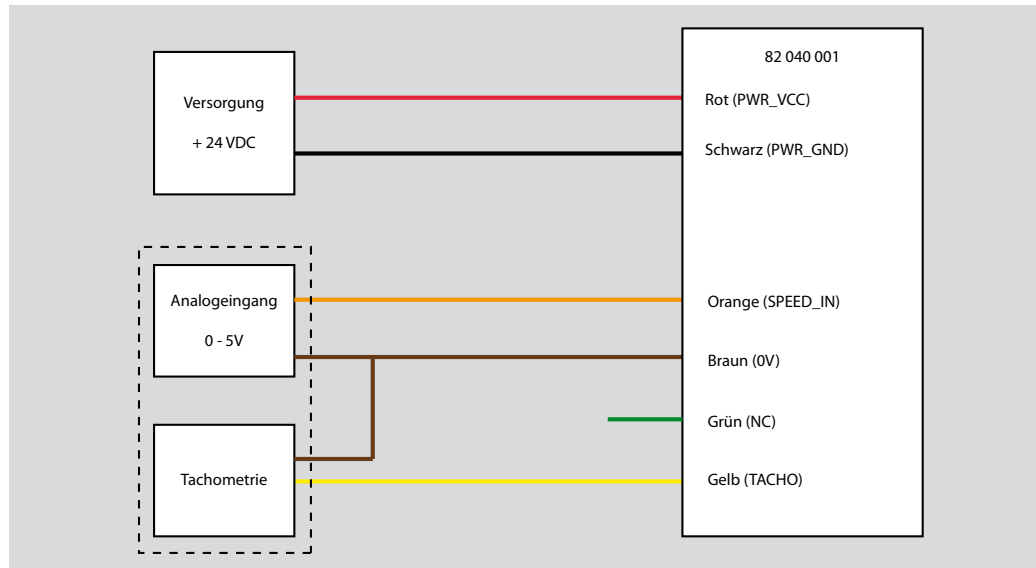 82 040 001
Versorgung
+ 24 VDC
Rot (PWR_VCC)
Schwarz (PWR_GND)
Analogeingang
0 - 5V
Orange (SPEED_IN)
Braun (0V)
Grün (NC)
Tachometrie
Gelb (TACHO)